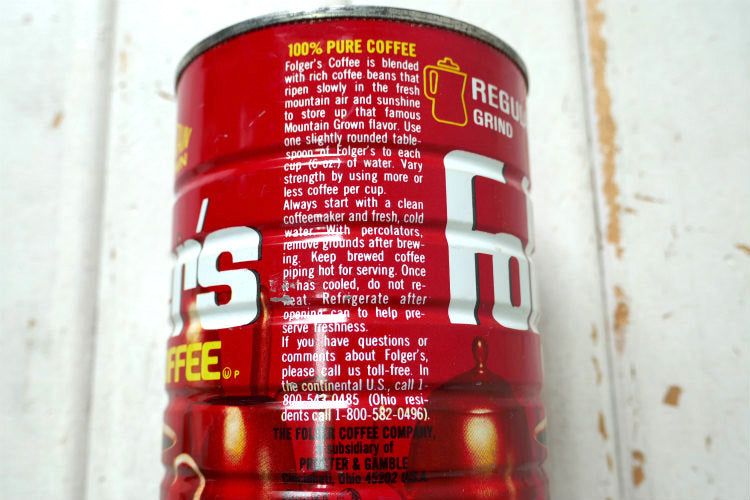 100% PURE COFFEE
Folger's Coffee is blended
with rich coffee beans that
ripen slowly in the fresh
mountain air and sunshine
to store up that famous
Mountain Grown flavor. Use
one slightly rounded table-
spoon of Folger's to each
cup (6 oz.) of water. Vary
strength by using more or
less coffee per cup.
Always start with a clean
coffeemaker and fresh, cold
water. With percolators,
remove grounds after brew-
ing. Keep brewed coffee
piping hot for serving. Once
it has cooled, do not re-
heat. Refrigerate after
opening can to help pre-
serve freshness.
If you have questions or
comments about Folger's,
please call us toll-free. In
the continental U.S., call 1-
800-543-0485 (Ohio resi-
dents call 1-800-582-0496).
THE FOLGER COFFEE COMPANY,
subsidiary of
PROCTER & GAMBLE
Cincinnati, Ohio 45202 U.S.A.
REGU
GRIND
Fol
r's
FFEE
U P